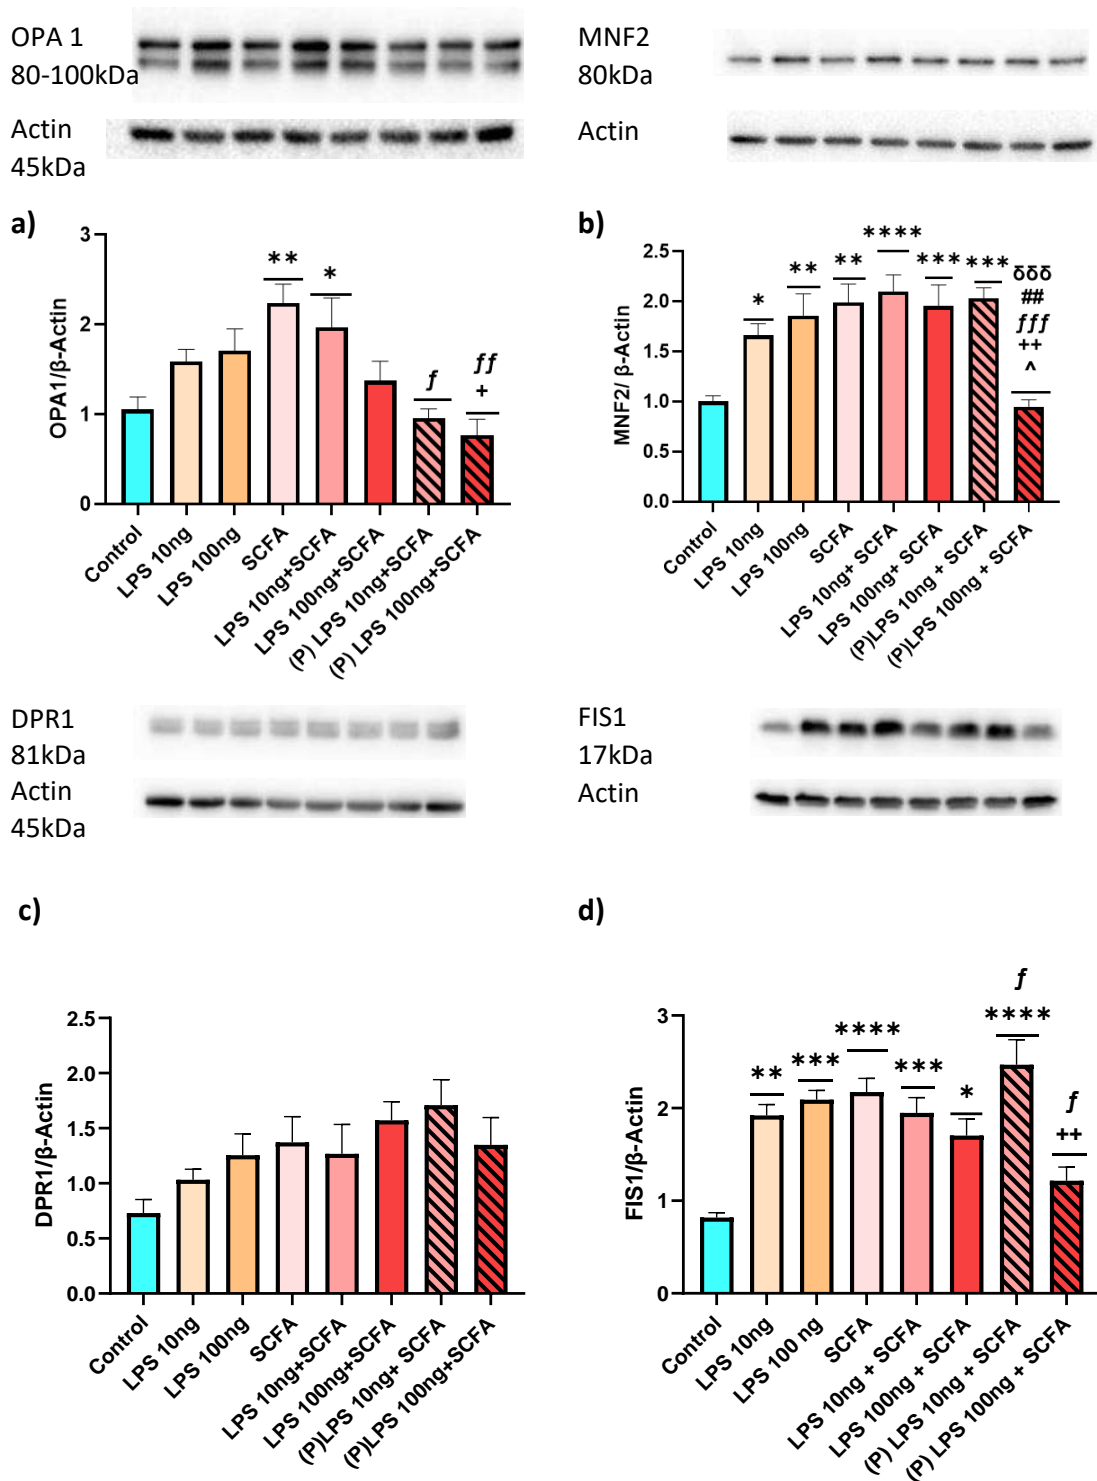 OPA 1
80-100kDa
Actin
45kDa
MNF2
80kDa
Actin
a)
OPA1/β-Actin
3
2
1
0
**
*
ƒ
ƒƒ
+
Control
LPS 10ng
LPS 100ng
SCFA
LPS 10ng+SCFA
LPS 100ng+SCFA
(P) LPS 10ng+SCFA
(P) LPS 100ng+SCFA
b)
MNF2/ β-Actin
2.5
2.0
1.5
1.0
0.5
0.0
*
**
**
****
***
***
δδδ
##
ƒƒƒ
++
^
Control
LPS 10ng
LPS 100ng
SCFA
LPS 10ng+ SCFA
LPS 100ng + SCFA
(P)LPS 10ng + SCFA
(P)LPS 100ng + SCFA
DPR1
81kDa
Actin
45kDa
FIS1
17kDa
Actin
c)
DPR1/β-Actin
2.5
2.0
1.5
1.0
0.5
0.0
Control
LPS 10ng
LPS 100ng
SCFA
LPS 10ng+SCFA
LPS 100ng+SCFA
(P)LPS 10ng+ SCFA
(P)LPS 100ng+SCFA
d)
FIS1/β-Actin
3
2
1
0
**
***
****
***
*
ƒ
****
ƒ
++
Control
LPS 10ng
LPS 100 ng
SCFA
LPS 10ng + SCFA
LPS 100ng + SCFA
(P) LPS 10ng + SCFA
(P) LPS 100ng + SCFA